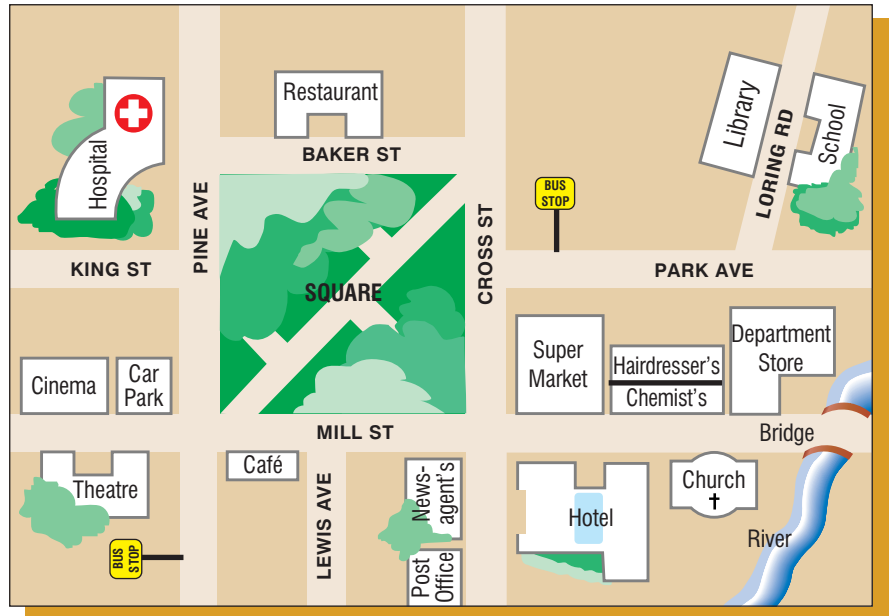 Restaurant
BAKER ST
Hospital
Library
LORING RD
School
BUS
STOP
PINE AVE
CROSS ST
KING ST
PARK AVE
SQUARE
Cinema
Car
Park
Super
Market
Hairdresser's
Chemist's
Department
Store
MILL ST
Bridge
Theatre
Café
LEWIS AVE
News-
agent's
Post
Office
Hotel
Church
River
BUS
STOP